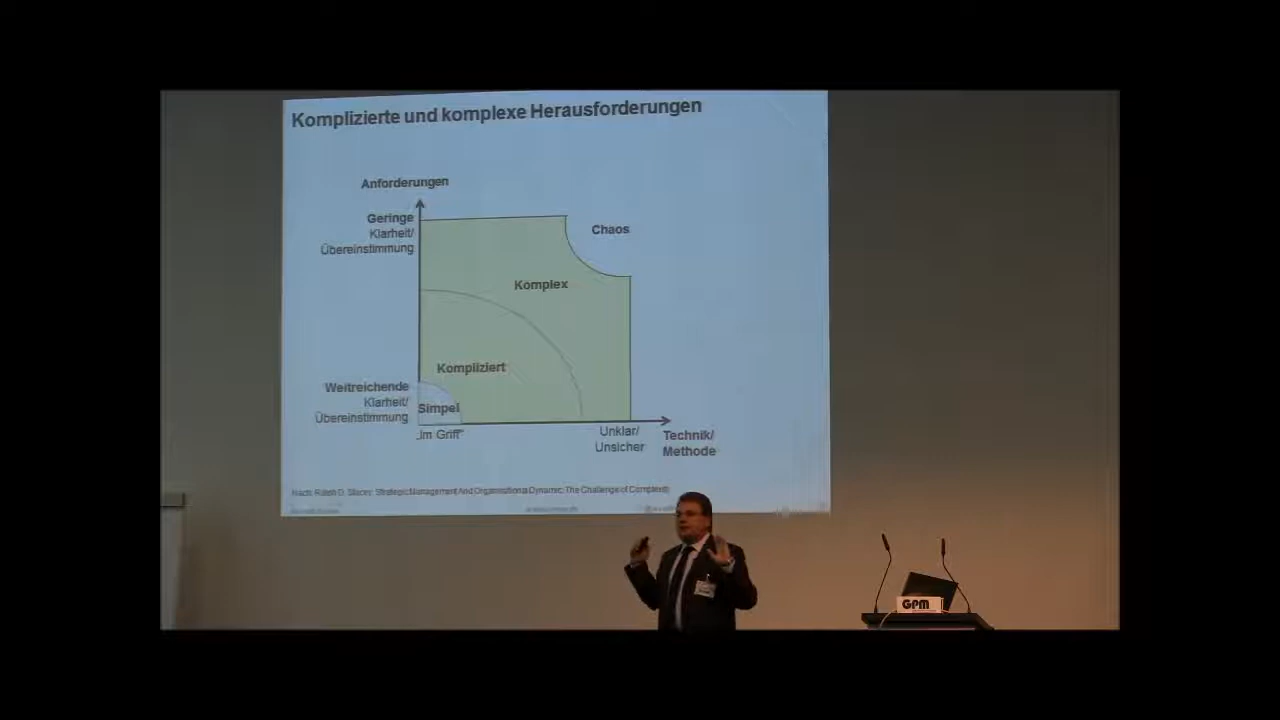 Komplizierte und komplexe Herausforderungen
Anforderungen
Geringe
Klarheit/
Übereinstimmung
Chaos
Komplex
Kompliziert
Weitreichende
Klarheit/
Übereinstimmung
Simpel
„Im Griff“
Unklar/
Unsicher
Technik/
Methode
Nach: Ralph D. Stacey: Strategic Management And Organisational Dynamic: The Challenge of Complexity
GPM